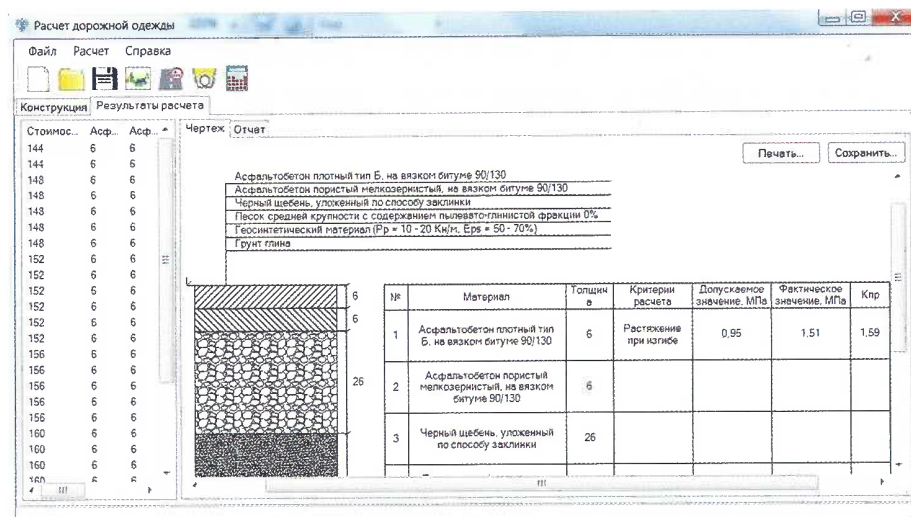 Расчет дорожной одежды
Файл Расчет Справка
Конструкция Результаты расчета
Стоимос... Асф... Асф...
144 6 6
144 6 6
148 6 6
148 6 6
148 6 6
148 6 6
148 6 6
152 6 6
152 6 6
152 6 6
152 6 6
152 6 6
152 6 6
156 6 6
156 6 6
156 6 6
156 6 6
156 6 6
160 6 6
160 6 6
160 6 6
160 6 6
Чертеж Отчет
Печать... Сохранить...
Асфальтобетон плотный тип Б, на вязком битуме 90/130
Асфальтобетон пористый мелкозернистый, на вязком битуме 90/130
Черный щебень, уложенный по способу заклинки
Песок средней крупности с содержанием пылевато-глинистой фракции 0%
Геосинтетический материал (Рр = 10 - 20 Кн/м, Eps = 50 - 70%)
Грунт глина
6
6
26
№ Материал Толщин
а Критерии
расчета Допускаемое
значение, МПа Фактическое
значение, МПа Кпр
1 Асфальтобетон плотный тип
Б, на вязком битуме 90/130 6 Растяжение
при изгибе 0,95 1,51 1,59
2 Асфальтобетон пористый
мелкозернистый, на вязком
битуме 90/130 6
3 Черный щебень, уложенный
по способу заклинки 26